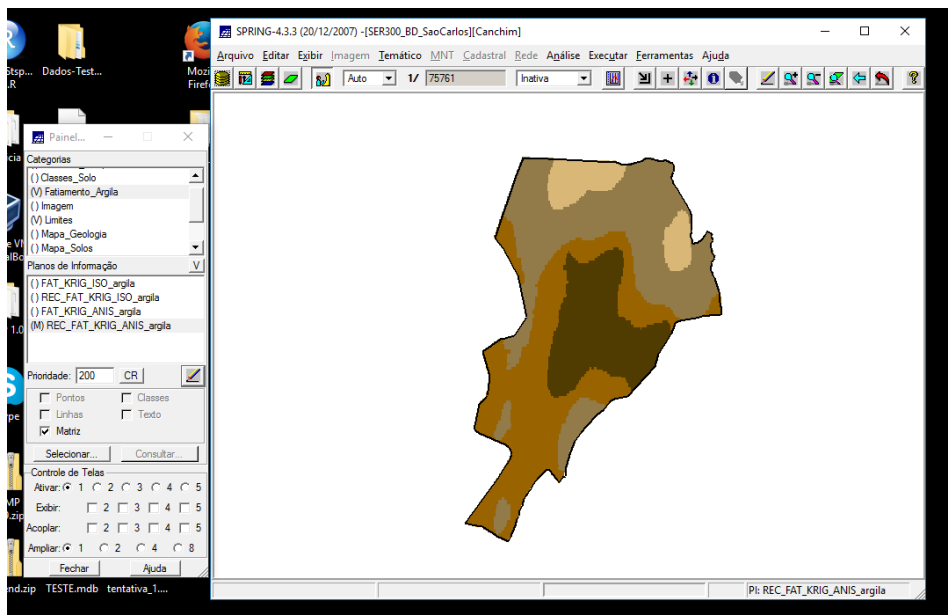 Stsp...
.R
Dados-Test...
Mozi
Firef
SPRING-4.3.3 (20/12/2007) -[SER300_BD_SaoCarlos][Canchim]
Arquivo Editar Exibir Imagem Temático MNT Cadastral Rede Análise Executar Ferramentas Ajuda
Auto 1/ 75761 Inativa
Painel...
Categorias
() Classes_Solo
(V) Fatiamento_Argila
() Imagem
(V) Limites
() Mapa_Geologia
() Mapa_Solos
Planos de Informação V
() FAT_KRIG_ISO_argila
() REC_FAT_KRIG_ISO_argila
() FAT_KRIG_ANIS_argila
(M) REC_FAT_KRIG_ANIS_argila
Prioridade: 200 CR
Pontos Classes
Linhas Texto
Matriz
Selecionar... Consultar...
Controle de Telas
Ativar: 1 2 3 4 5
Exibir: 2 3 4 5
Acoplar: 2 3 4 5
Ampliar: 1 2 4 8
Fechar Ajuda
cia
e VM
alBo
1.0
pe
MP
.zip
end.zip TESTE.mdb tentativa_1....
PI: REC_FAT_KRIG_ANIS_argila